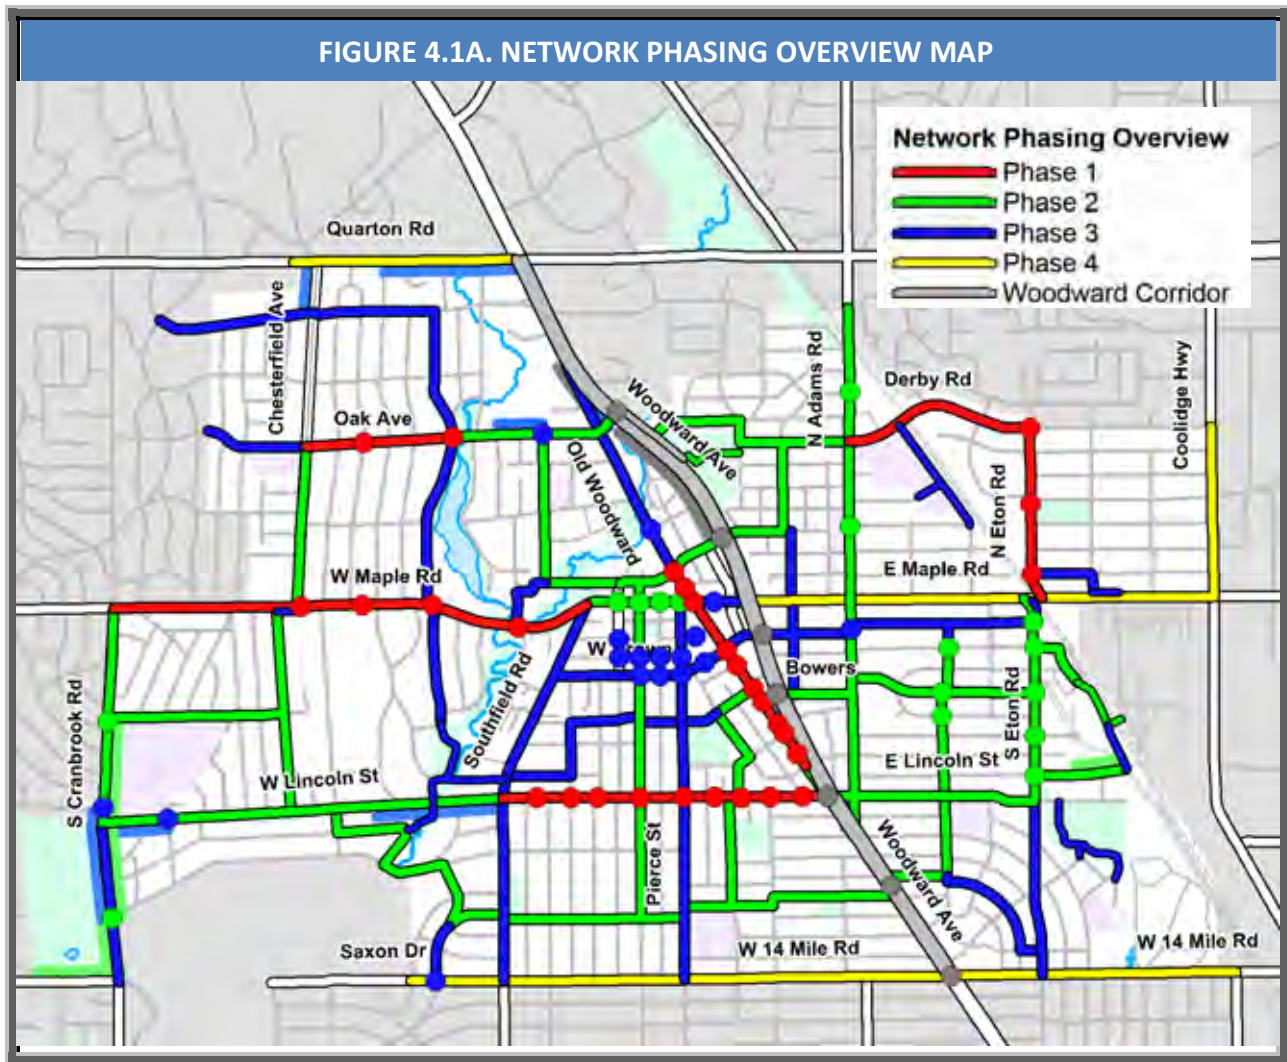 FIGURE 4.1A. NETWORK PHASING OVERVIEW MAP
Network Phasing Overview
Phase 1
Phase 2
Phase 3
Phase 4
Woodward Corridor
Quarton Rd
Chesterfield Ave
Oak Ave
Woodward Ave
Old Woodward
N Adams Rd
Derby Rd
Coolidge Hwy
N Eton Rd
W Maple Rd
E Maple Rd
W
Bowers
Southfield Rd
S Cranbrook Rd
W Lincoln St
E Lincoln St
S Eton Rd
Pierce St
Woodward Ave
Saxon Dr
W 14 Mile Rd
W 14 Mile Rd